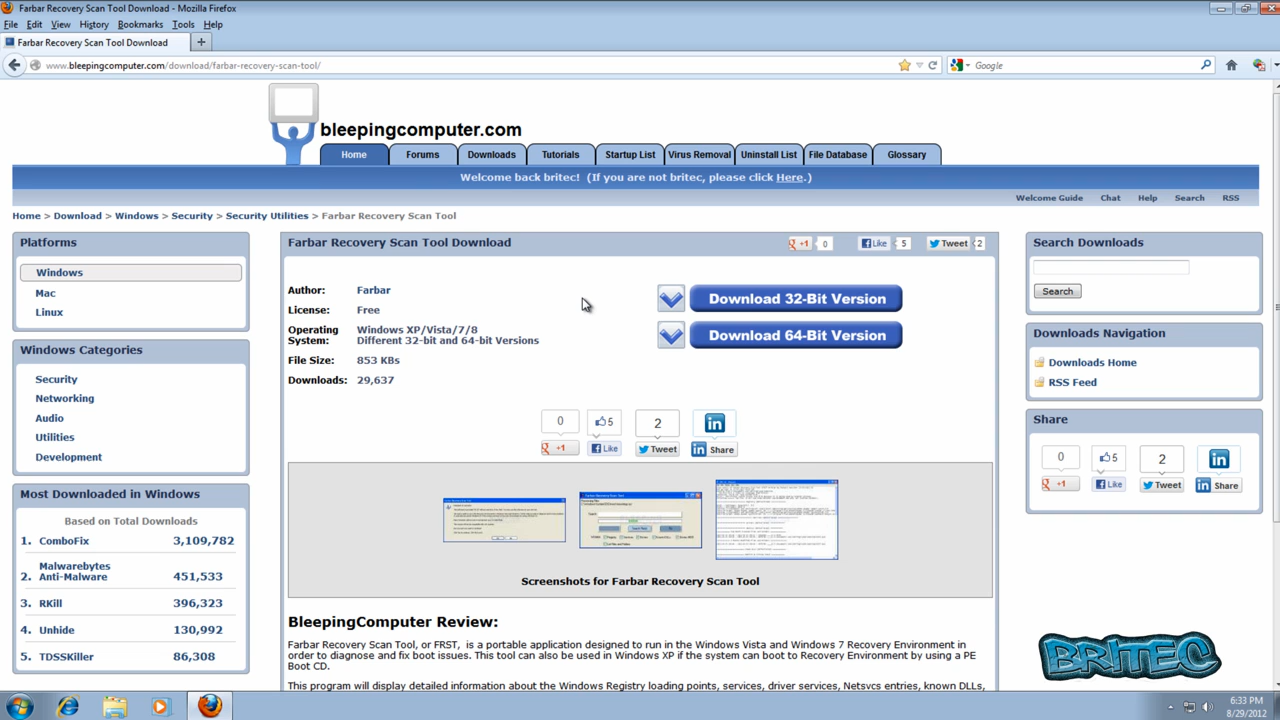 Farbar Recovery Scan Tool Download - Mozilla Firefox
File Edit View History Bookmarks Tools Help
Farbar Recovery Scan Tool Download
www.bleepingcomputer.com/download/farbar-recovery-scan-tool/
Google
bleepingcomputer.com
Home Forums Downloads Tutorials Startup List Virus Removal Uninstall List File Database Glossary
Welcome back britec! (If you are not britec, please click Here.)
Welcome Guide Chat Help Search RSS
Home > Download > Windows > Security > Security Utilities > Farbar Recovery Scan Tool
Platforms
Windows
Mac
Linux
Windows Categories
Security
Networking
Audio
Utilities
Development
Most Downloaded in Windows
Based on Total Downloads
1. ComboFix 3,109,782
2. Malwarebytes Anti-Malware 451,533
3. RKill 396,323
4. Unhide 130,992
5. TDSSKiller 86,308
Farbar Recovery Scan Tool Download
+1 0 Like 5 Tweet 2
Author: Farbar
License: Free
Operating System: Windows XP/Vista/7/8
Different 32-bit and 64-bit Versions
File Size: 853 KBs
Downloads: 29,637
Download 32-Bit Version
Download 64-Bit Version
0 5 2 in
+1 Like Tweet in Share
Screenshots for Farbar Recovery Scan Tool
BleepingComputer Review:
Farbar Recovery Scan Tool, or FRST, is a portable application designed to run in the Windows Vista and Windows 7 Recovery Environment in
order to diagnose and fix boot issues. This tool can also be used in Windows XP if the system can boot to Recovery Environment by using a PE
Boot CD.
This program will display detailed information about the Windows Registry loading points, services, driver services, Netsvcs entries, known DLLs,
Search Downloads
Search
Downloads Navigation
Downloads Home
RSS Feed
Share
0 5 2 in
+1 Like Tweet in Share
BRITEC
6:33 PM
8/29/2012